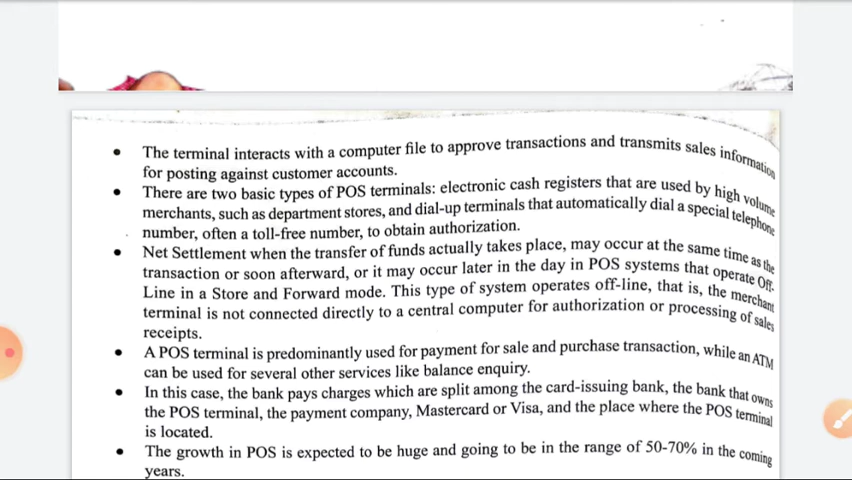 • The terminal interacts with a computer file to approve transactions and transmits sales information
for posting against customer accounts.
• There are two basic types of POS terminals: electronic cash registers that are used by high volume
merchants, such as department stores, and dial-up terminals that automatically dial a special telephone
number, often a toll-free number, to obtain authorization.
• Net Settlement when the transfer of funds actually takes place, may occur at the same time as the
transaction or soon afterward, or it may occur later in the day in POS systems that operate Off-
Line in a Store and Forward mode. This type of system operates off-line, that is, the merchant
terminal is not connected directly to a central computer for authorization or processing of sales
receipts.
• A POS terminal is predominantly used for payment for sale and purchase transaction, while an ATM
can be used for several other services like balance enquiry.
• In this case, the bank pays charges which are split among the card-issuing bank, the bank that owns
the POS terminal, the payment company, Mastercard or Visa, and the place where the POS terminal
is located.
• The growth in POS is expected to be huge and going to be in the range of 50-70% in the coming
years.